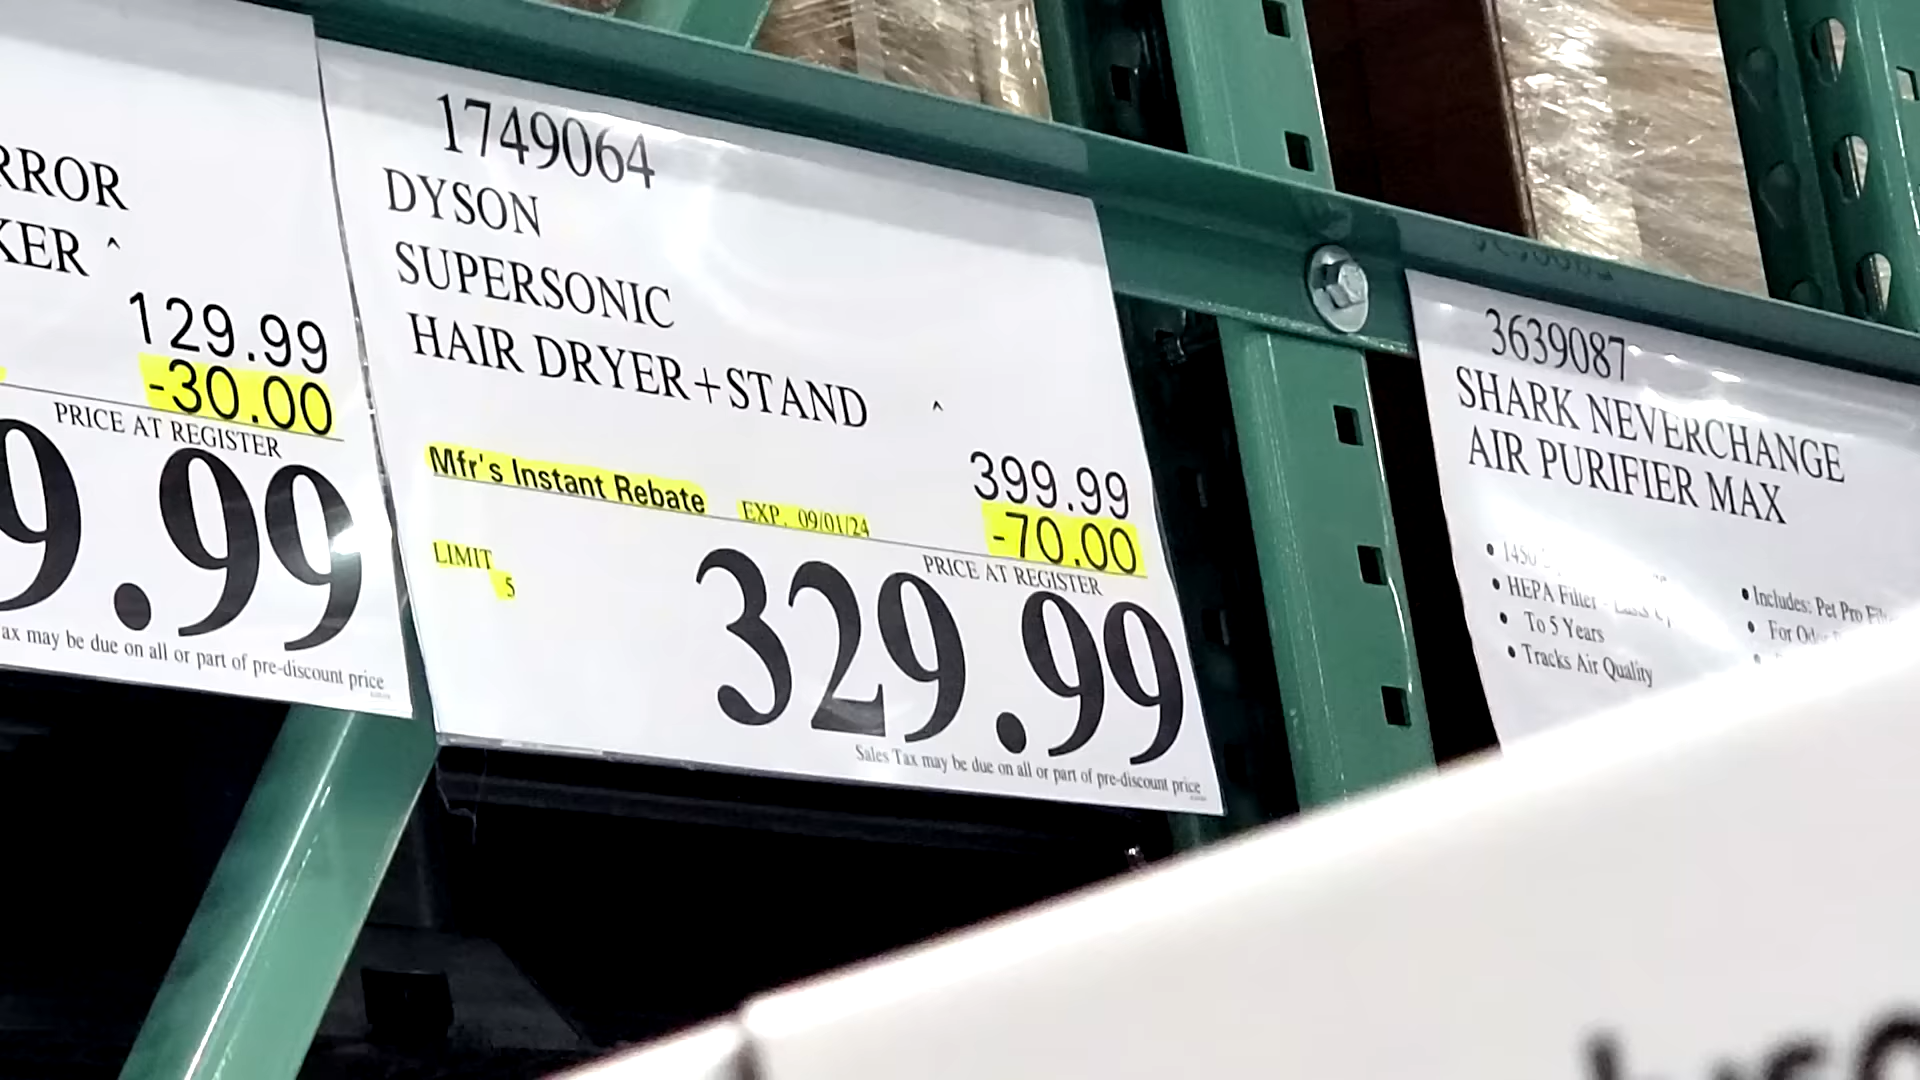 RROR
KER ^
129.99
-30.00
PRICE AT REGISTER
9.99
ax may be due on all or part of pre-discount price
1749064
DYSON
SUPERSONIC
HAIR DRYER+STAND ^
399.99
Mfr's Instant Rebate EXP. 09/01/24 -70.00
LIMIT
5
PRICE AT REGISTER
329.99
Sales Tax may be due on all or part of pre-discount price
3639087
SHARK NEVERCHANGE
AIR PURIFIER MAX
• 1450
• HEPA Filter -
• To 5 Years
• Tracks Air Quality
• Includes: Pet Pro
• For